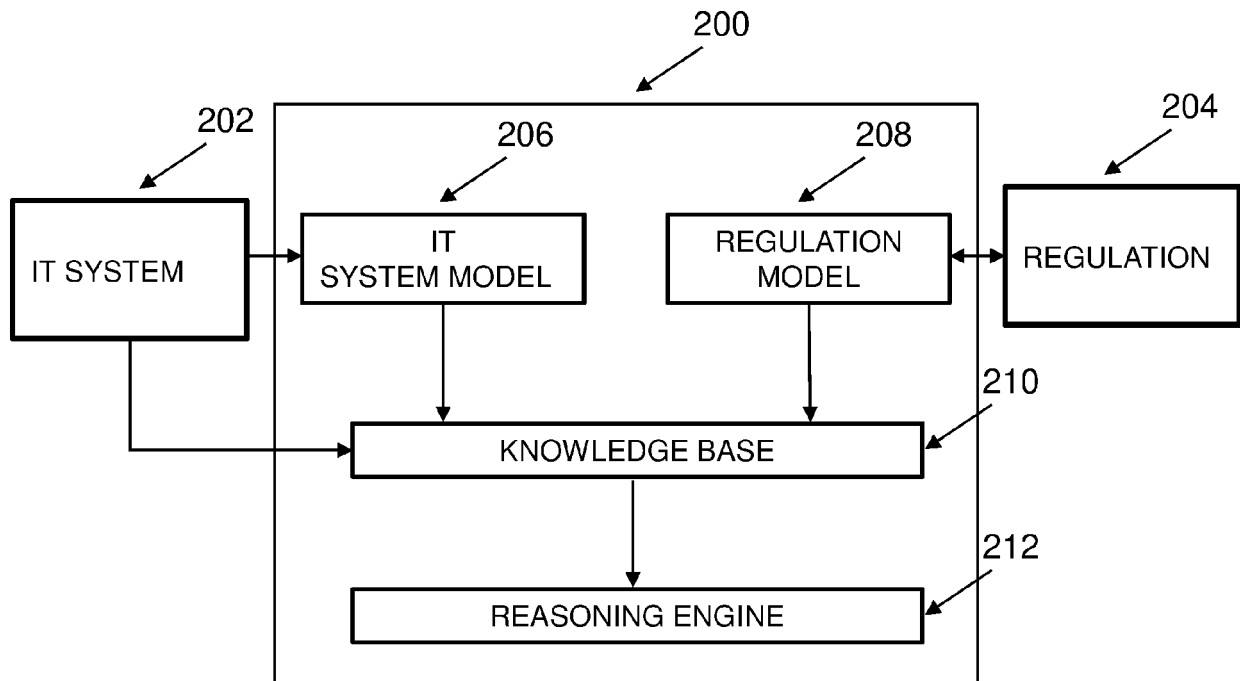 200
202
206
208
204
IT SYSTEM
IT
SYSTEM MODEL
REGULATION
MODEL
REGULATION
210
KNOWLEDGE BASE
212
REASONING ENGINE